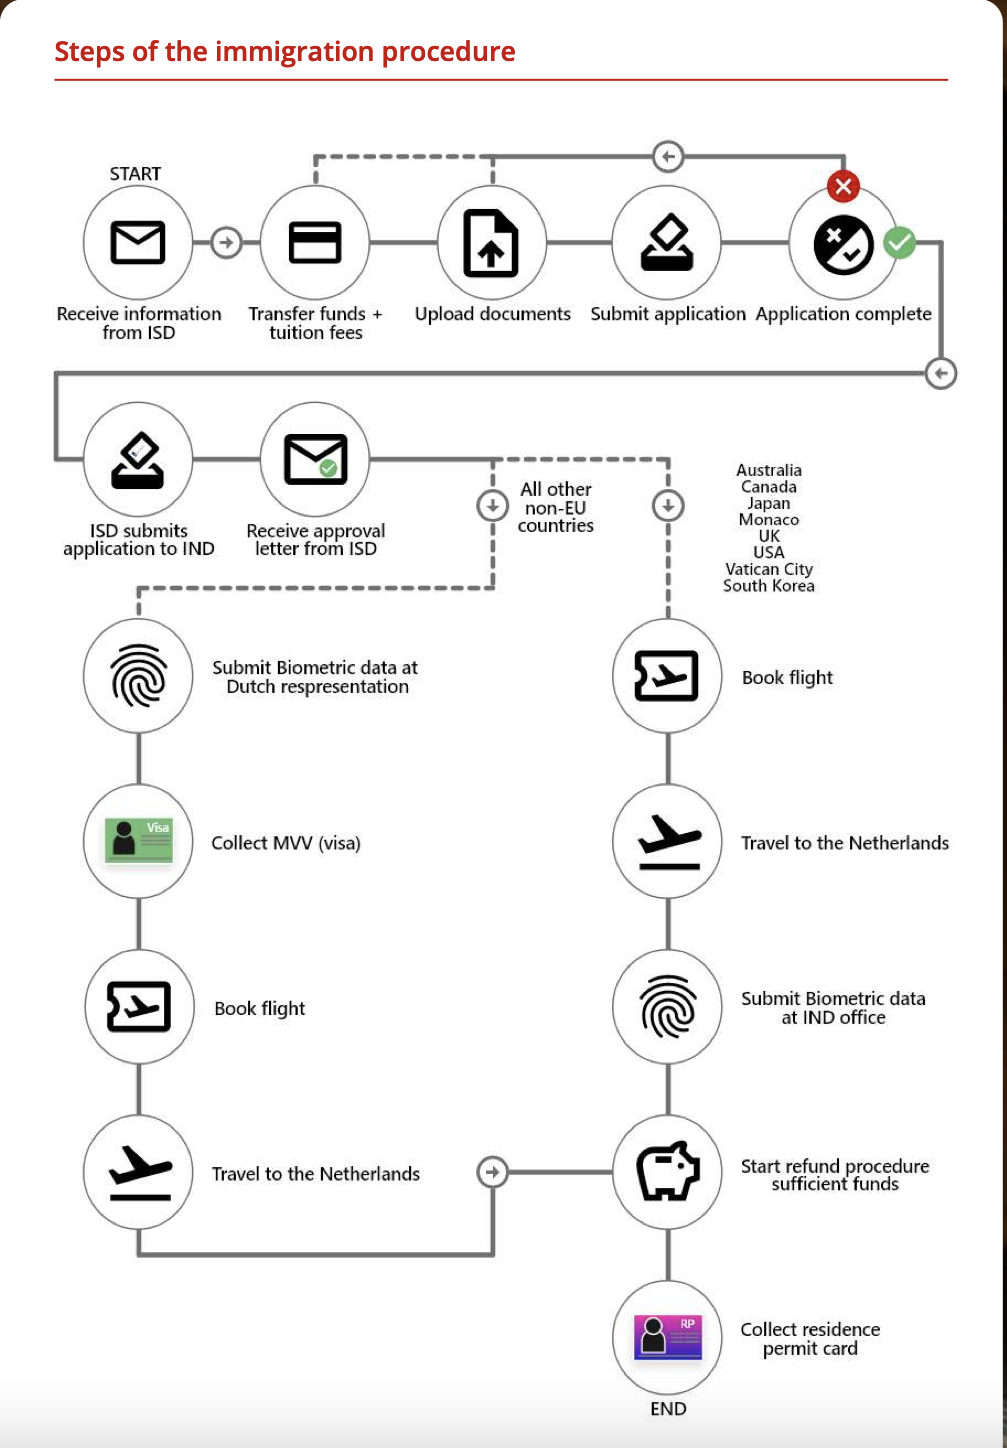 Steps of the immigration procedure
START
Receive information
from ISD
Transfer funds +
tuition fees
Upload documents
Submit application
Application complete
ISD submits
application to IND
Receive approval
letter from ISD
All other
non-EU
countries
Australia
Canada
Japan
Monaco
UK
USA
Vatican City
South Korea
Submit Biometric data at
Dutch respresentation
Book flight
Visa
Collect MVV (visa)
Travel to the Netherlands
Book flight
Submit Biometric data
at IND office
Travel to the Netherlands
Start refund procedure
sufficient funds
RP
Collect residence
permit card
END